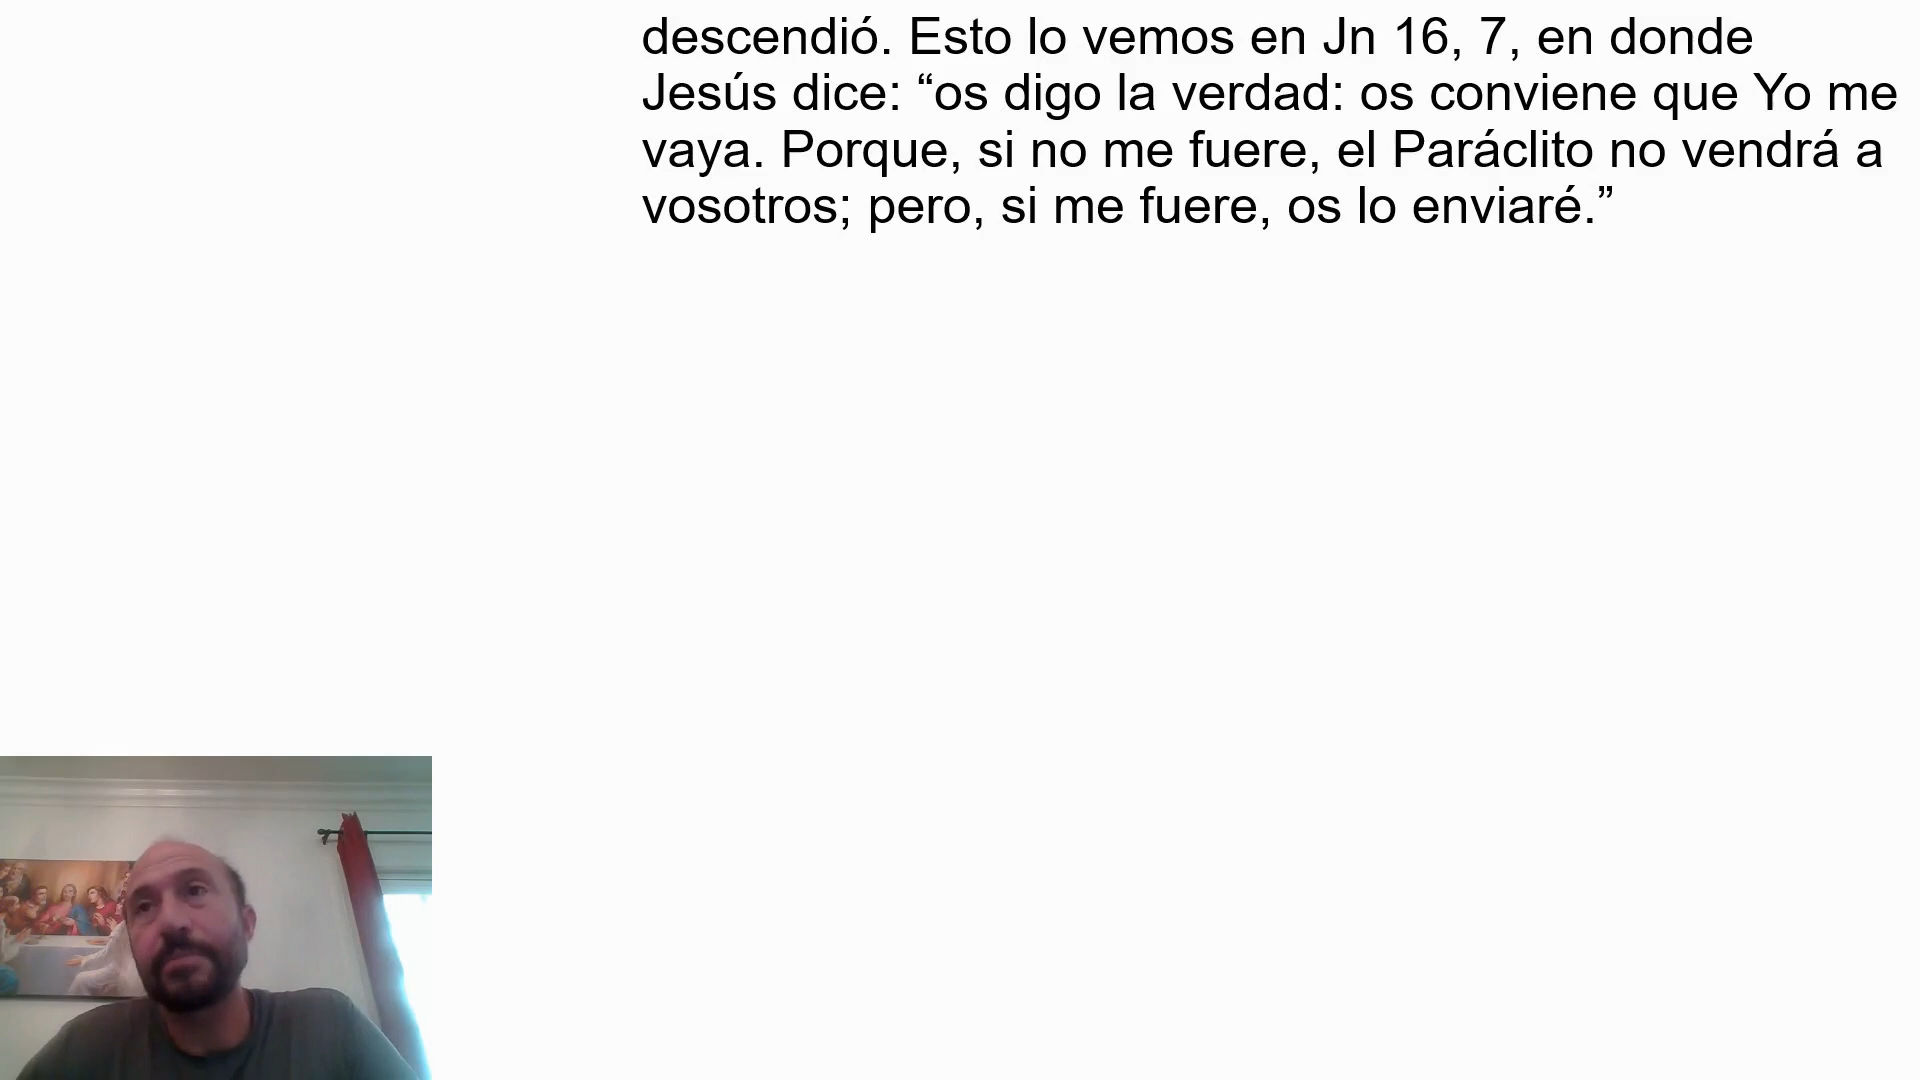 descendió. Esto lo vemos en Jn 16, 7, en donde
Jesús dice: “os digo la verdad: os conviene que Yo me
vaya. Porque, si no me fuere, el Paráclito no vendrá a
vosotros; pero, si me fuere, os lo enviaré.”